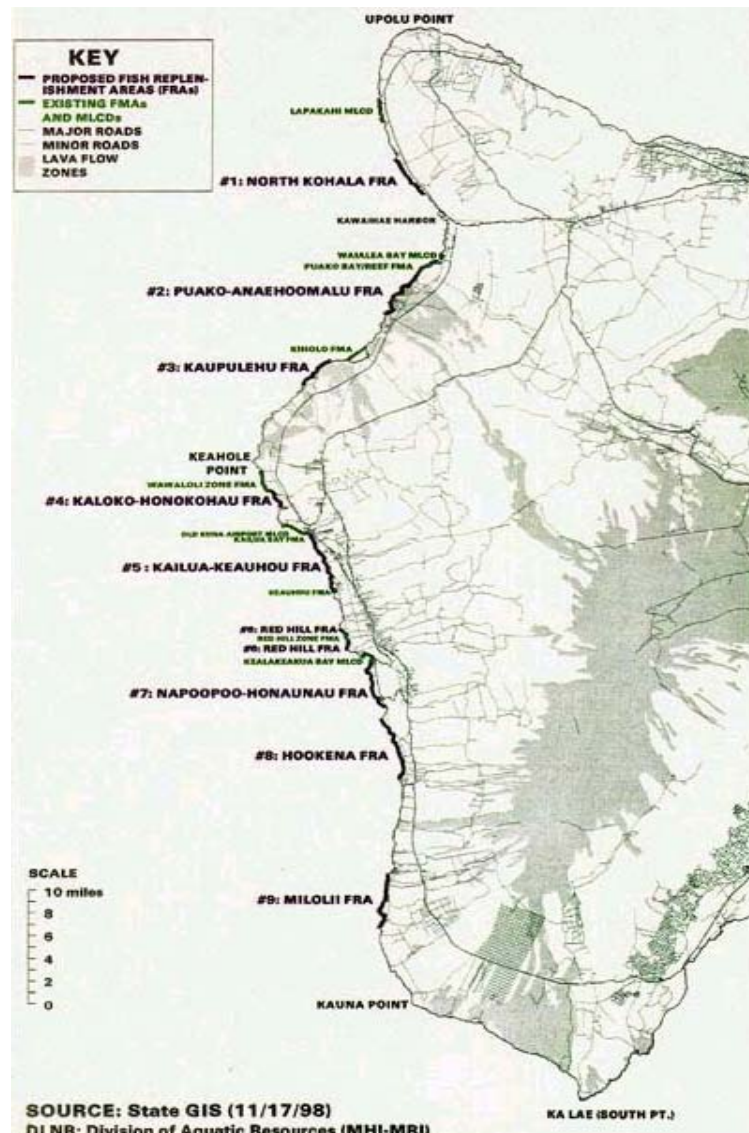 UPOLU POINT
KEY
PROPOSED FISH REPLEN-
ISHMENT AREAS (FRAs)
EXISTING FMAs
AND MLCDs
MAJOR ROADS
MINOR ROADS
LAVA FLOW
ZONES
LAPAKAHI MLCD
#1: NORTH KOHALA FRA
KAWAIHAE HARBOR
WAIALEA BAY MLCD
PUAKO BAY/REEF FMA
#2: PUAKO-ANAEHOOMALU FRA
KIHOLO FMA
#3: KAUPULEHU FRA
KEAHOLE
POINT
WAWALOLI ZONE FMA
#4: KALOKO-HONOKOHAU FRA
OLD KONA AIRPORT MLCD
KAILUA BAY FMA
#5 : KAILUA-KEAUHOU FRA
KEAUHOU FMA
#6: RED HILL FRA
RED HILL ZONE FMA
#6: RED HILL FRA
KEALAKEAKUA BAY MLCD
#7: NAPOOPOO-HONAUNAU FRA
#8: HOOKENA FRA
SCALE
10 miles
8
6
4
2
0
#9: MILOLII FRA
KAUNA POINT
KA LAE (SOUTH PT.)
SOURCE: State GIS (11/17/98)
DLNR: Division of Aquatic Resources (MHI-MRI)